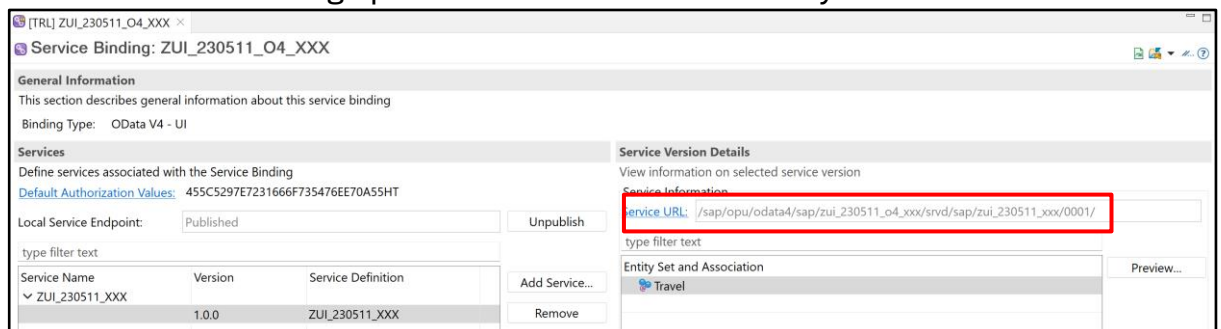 [TRL] ZUI_230511_O4_XXX
Service Binding: ZUI_230511_O4_XXX
General Information
This section describes general information about this service binding
Binding Type: OData V4 - UI
Services
Define services associated with the Service Binding
Default Authorization Values: 455C5297E7231666F735476EE70A55HT
Local Service Endpoint: Published Unpublish
type filter text
Service Name Version Service Definition Add Service...
ZUI_230511_XXX
1.0.0 ZUI_230511_XXX Remove
Service Version Details
View information on selected service version
Service Information
Service URL: /sap/opu/odata4/sap/zui_230511_o4_xxx/srvd/sap/zui_230511_xxx/0001/
type filter text
Entity Set and Association Preview...
Travel